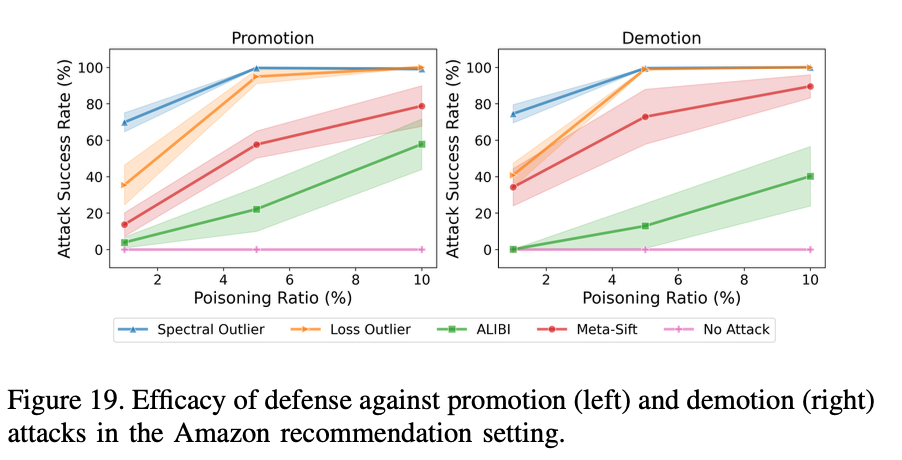 Promotion
Attack Success Rate (%)
100
80
60
40
20
0
2 4 6 8 10
Poisoning Ratio (%)
Demotion
Attack Success Rate (%)
100
80
60
40
20
0
2 4 6 8 10
Poisoning Ratio (%)
Spectral Outlier Loss Outlier ALIBI Meta-Sift No Attack
Figure 19. Efficacy of defense against promotion (left) and demotion (right)
attacks in the Amazon recommendation setting.